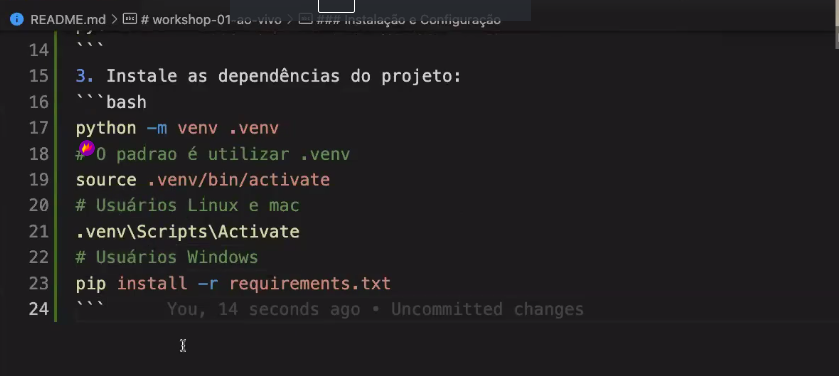 README.md > # workshop-01-ao-vivo > ### Instalação e Configuração
14 ```
15 3. Instale as dependências do projeto:
16 ```bash
17 python -m venv .venv
18 # O padrao é utilizar .venv
19 source .venv/bin/activate
20 # Usuários Linux e mac
21 .venv\Scripts\Activate
22 # Usuários Windows
23 pip install -r requirements.txt
24 ``` You, 14 seconds ago • Uncommitted changes